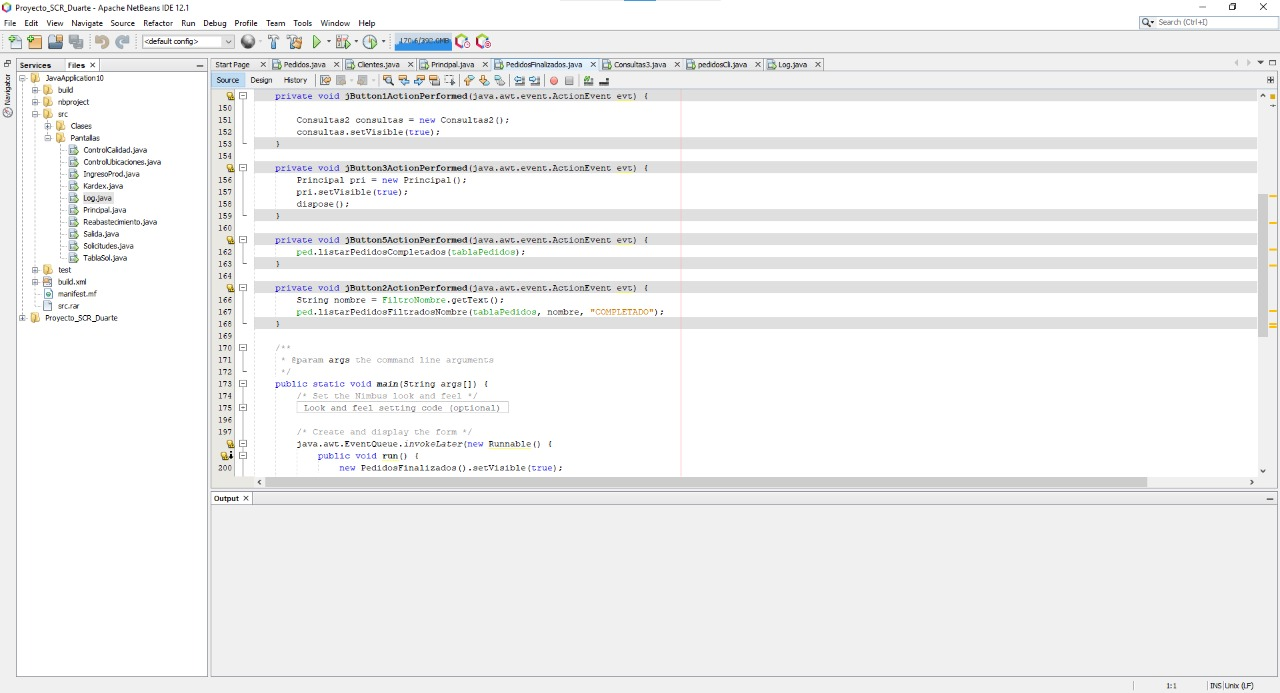 Proyecto_SCR_Duarte - Apache NetBeans IDE 12.1
File Edit View Navigate Source Refactor Run Debug Profile Team Tools Window Help
Search (Ctrl+I)
<default config>
170.6/392.0MB
Services Files
Start Page Pedidos.java Clientes.java Principal.java PedidosFinalizados.java Consultas3.java pedidosCli.java Log.java
Source Design History
Navigator
JavaApplication10
build
nbproject
src
Clases
Pantallas
ControlCalidad.java
ControlUbicaciones.java
IngresoProd.java
Kardex.java
Log.java
Principal.java
Reabastecimiento.java
Salida.java
Solicitudes.java
TablaSol.java
test
build.xml
manifest.mf
src.rar
Proyecto_SCR_Duarte
private void jButton1ActionPerformed(java.awt.event.ActionEvent evt) {
150
151 Consultas2 consultas = new Consultas2();
152 consultas.setVisible(true);
153 }
154
private void jButton3ActionPerformed(java.awt.event.ActionEvent evt) {
156 Principal pri = new Principal();
157 pri.setVisible(true);
158 dispose();
159 }
160
private void jButton5ActionPerformed(java.awt.event.ActionEvent evt) {
162 ped.listarPedidosCompletados(tablaPedidos);
163 }
164
private void jButton2ActionPerformed(java.awt.event.ActionEvent evt) {
166 String nombre = FiltroNombre.getText();
167 ped.listarPedidosFiltradosNombre(tablaPedidos, nombre, "COMPLETADO");
168 }
169
170 /**
171 * @param args the command line arguments
172 */
173 public static void main(String args[]) {
174 /* Set the Nimbus look and feel */
175 Look and feel setting code (optional)
196
197 /* Create and display the form */
java.awt.EventQueue.invokeLater(new Runnable() {
public void run() {
200 new PedidosFinalizados().setVisible(true);
Output
1:1 INS Unix (LF)